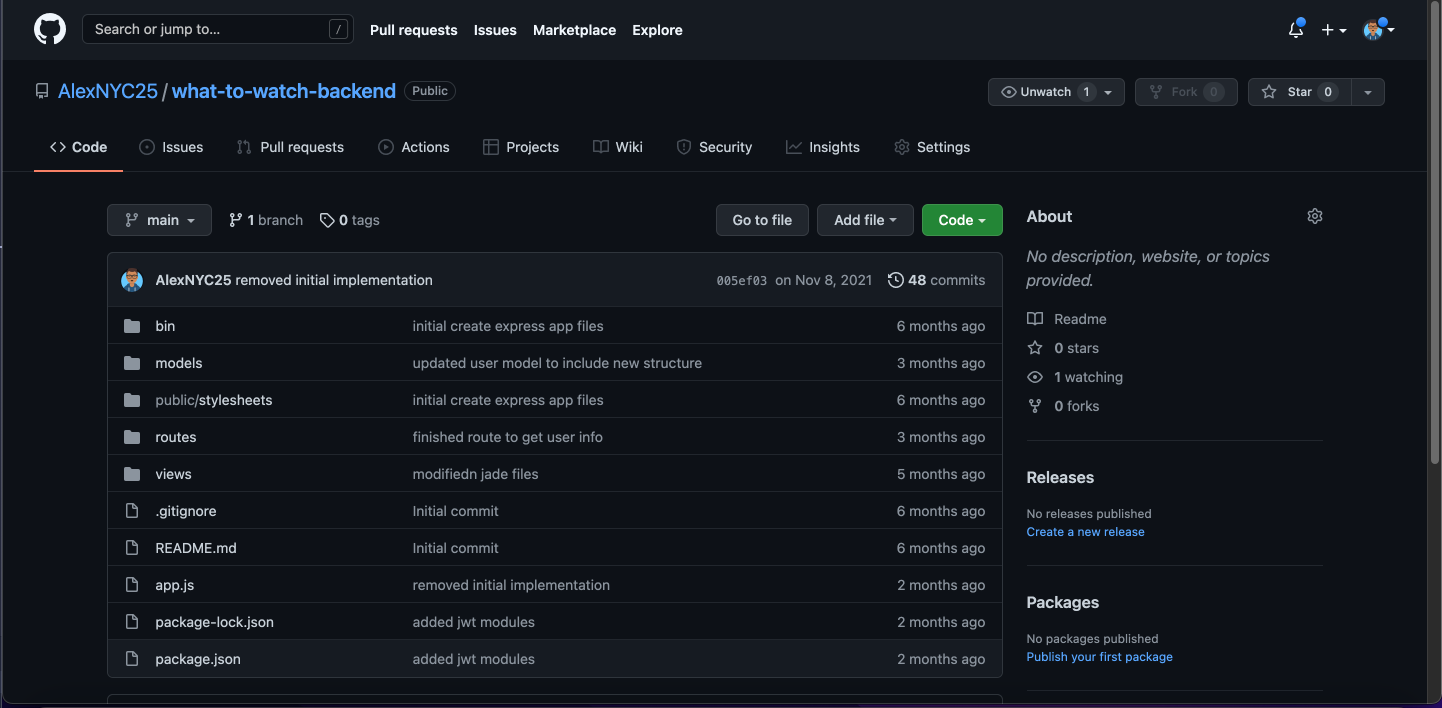 Search or jump to... /
Pull requests Issues Marketplace Explore
AlexNYC25 / what-to-watch-backend Public
Unwatch 1 Fork 0 Star 0
<> Code Issues Pull requests Actions Projects Wiki Security Insights Settings
main 1 branch 0 tags Go to file Add file Code
AlexNYC25 removed initial implementation 005ef03 on Nov 8, 2021 48 commits
bin initial create express app files 6 months ago
models updated user model to include new structure 3 months ago
public/stylesheets initial create express app files 6 months ago
routes finished route to get user info 3 months ago
views modifiedn jade files 5 months ago
.gitignore Initial commit 6 months ago
README.md Initial commit 6 months ago
app.js removed initial implementation 2 months ago
package-lock.json added jwt modules 2 months ago
package.json added jwt modules 2 months ago
About
No description, website, or topics
provided.
Readme
0 stars
1 watching
0 forks
Releases
No releases published
Create a new release
Packages
No packages published
Publish your first package